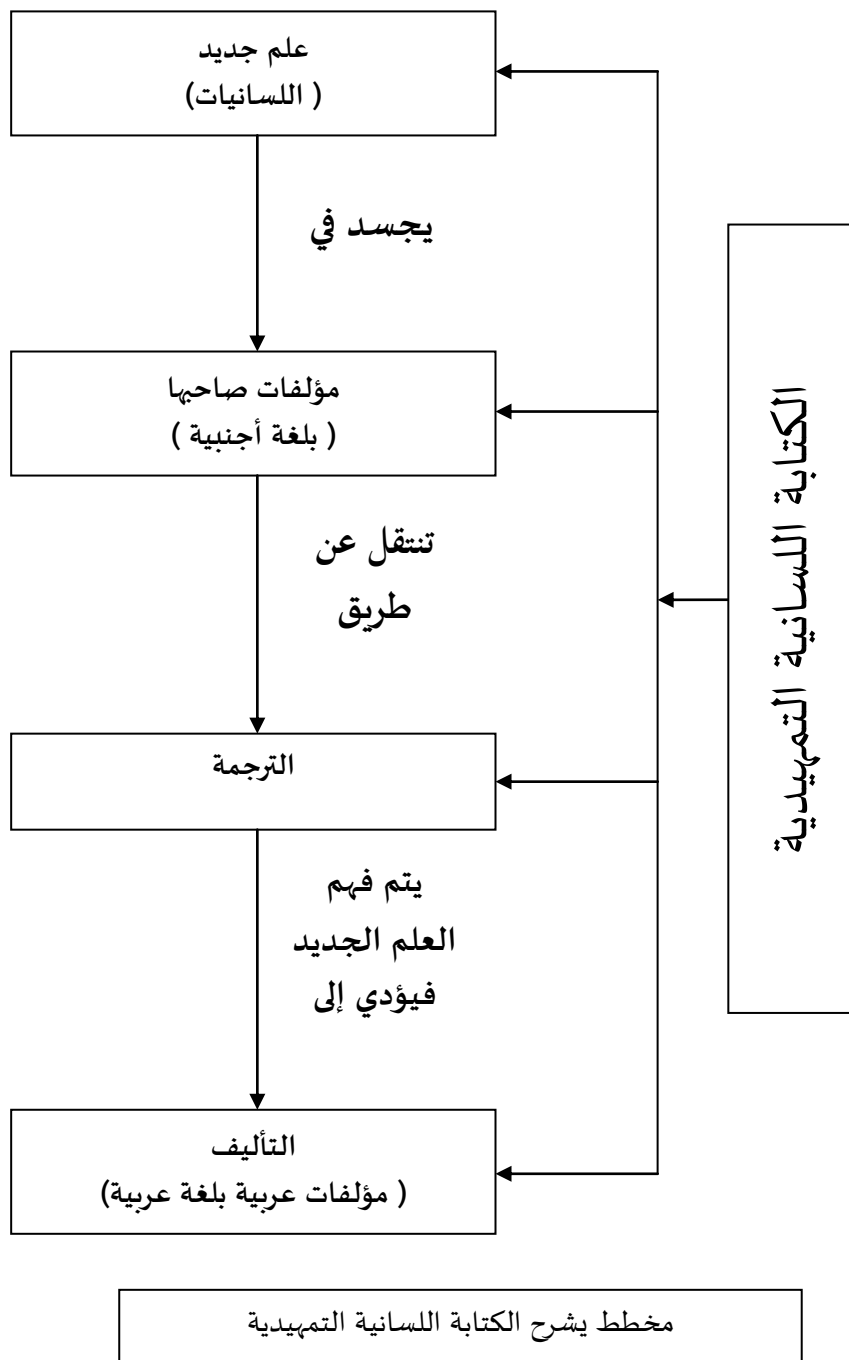 علم جديد
( اللسانيات)
يجسد في
مؤلفات صاحبها
( بلغة أجنبية )
تنتقل عن
طريق
الترجمة
يتم فهم
العلم الجديد
فيؤدي إلى
التأليف
( مؤلفات عربية بلغة عربية)
الكتابة اللسانية التمهيدية
مخطط يشرح الكتابة اللسانية التمهيدية